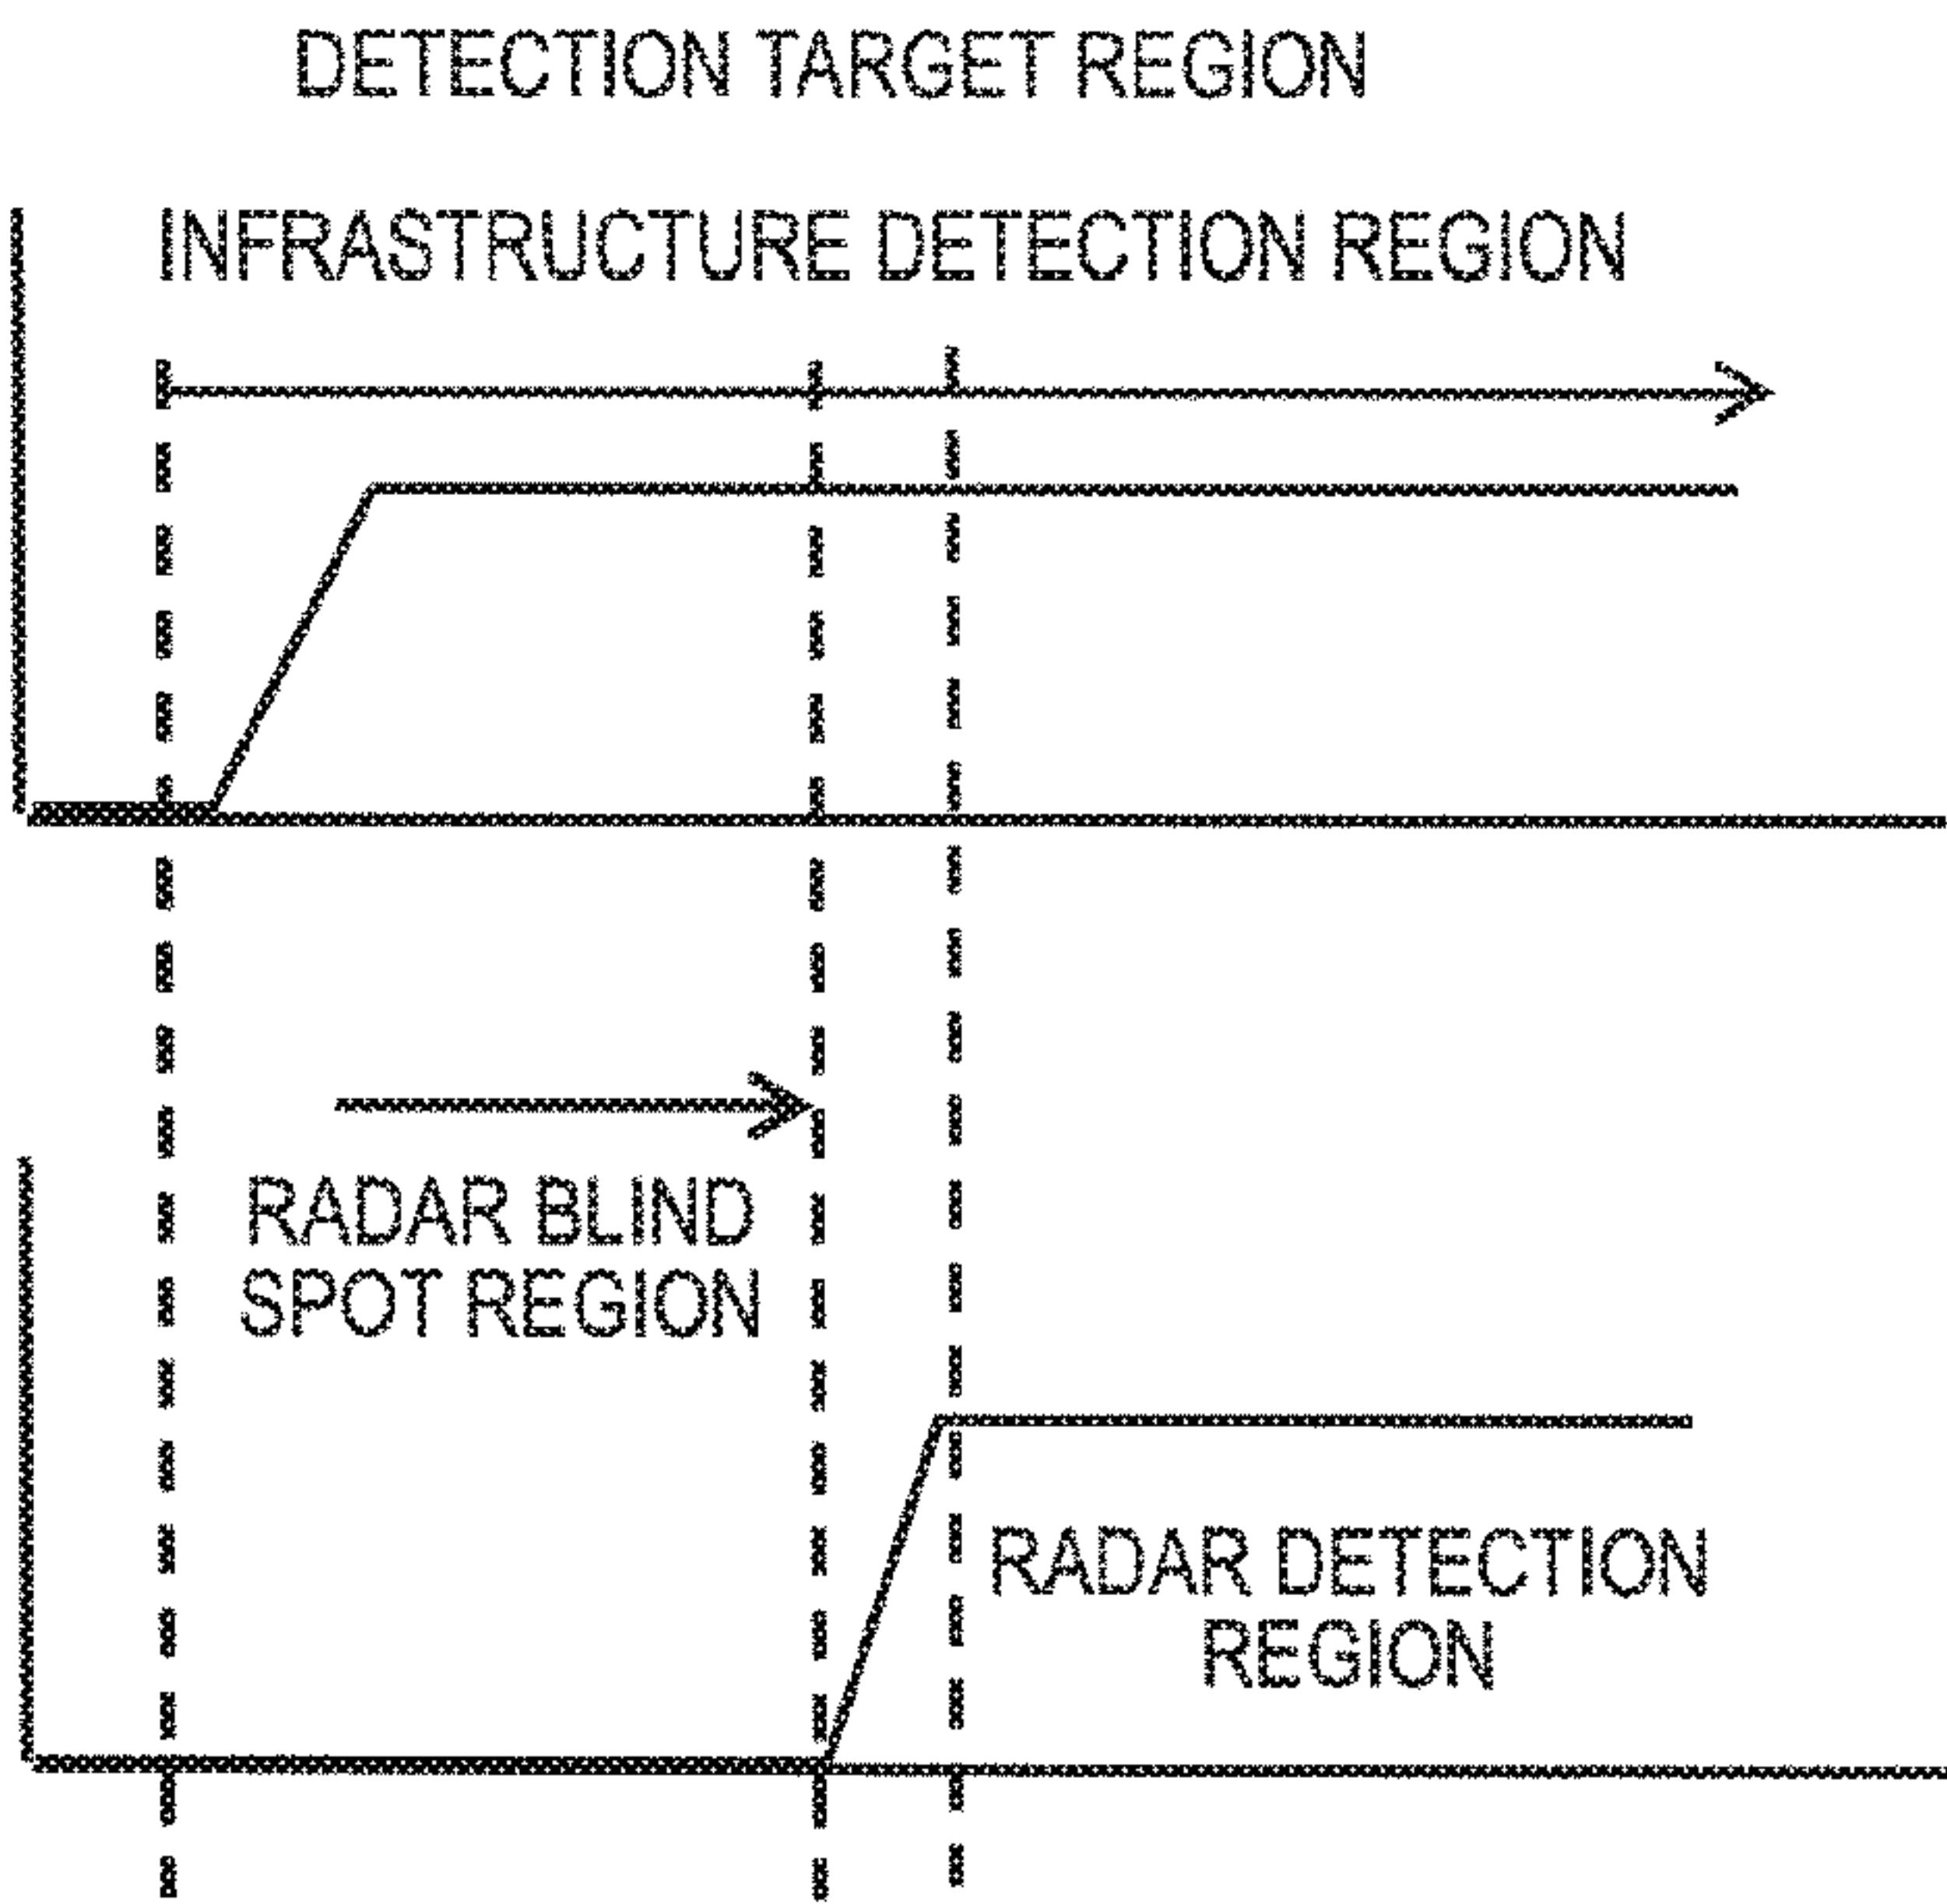 DETECTION TARGET REGION
INFRASTRUCTURE DETECTION REGION
RADAR BLIND
SPOT REGION
RADAR DETECTION
REGION